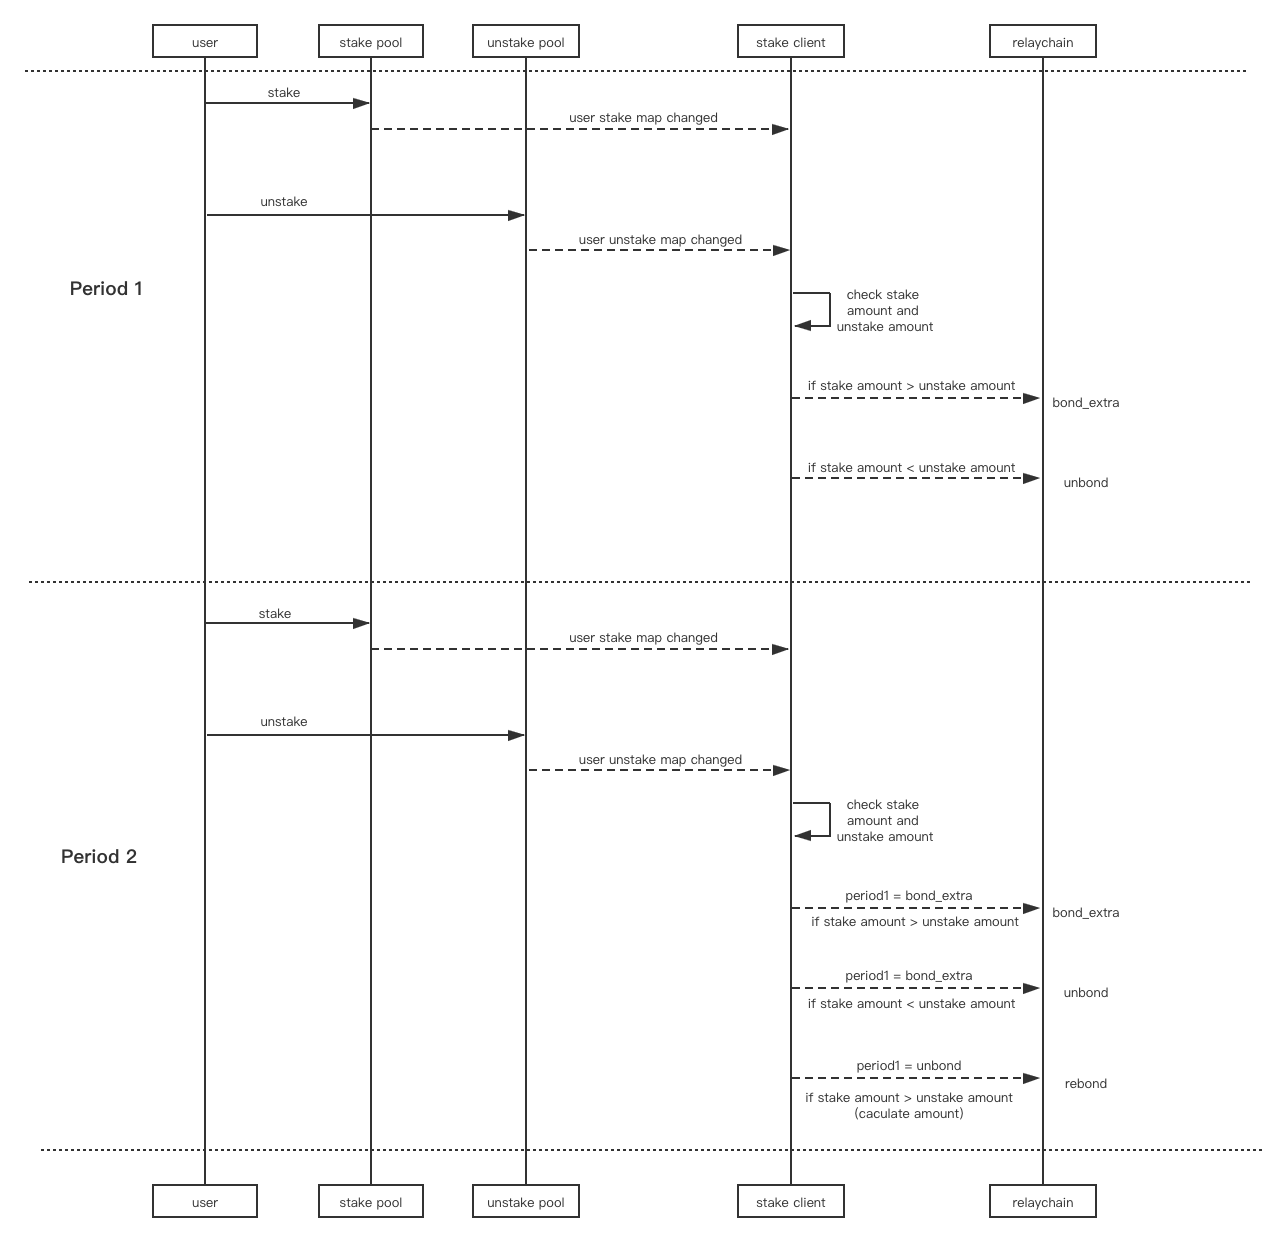 user
stake pool
unstake pool
stake client
relaychain
stake
user stake map changed
unstake
user unstake map changed
Period 1
check stake
amount and
unstake amount
if stake amount > unstake amount
bond_extra
if stake amount < unstake amount
unbond
stake
user stake map changed
unstake
user unstake map changed
check stake
amount and
unstake amount
Period 2
period1 = bond_extra
bond_extra
if stake amount > unstake amount
period1 = bond_extra
unbond
if stake amount < unstake amount
period1 = unbond
rebond
if stake amount > unstake amount
(caculate amount)
user
stake pool
unstake pool
stake client
relaychain